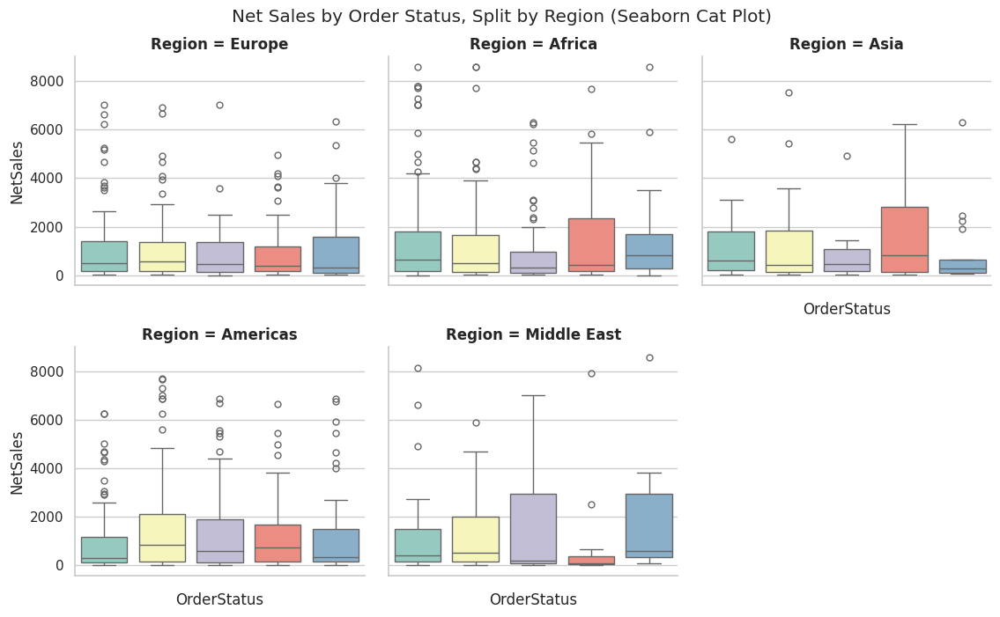 Net Sales by Order Status, Split by Region (Seaborn Cat Plot)
Region = Europe
Region = Africa
Region = Asia
8000
6000
4000
2000
0
NetSales
OrderStatus
Region = Americas
Region = Middle East
8000
6000
4000
2000
0
NetSales
OrderStatus
OrderStatus